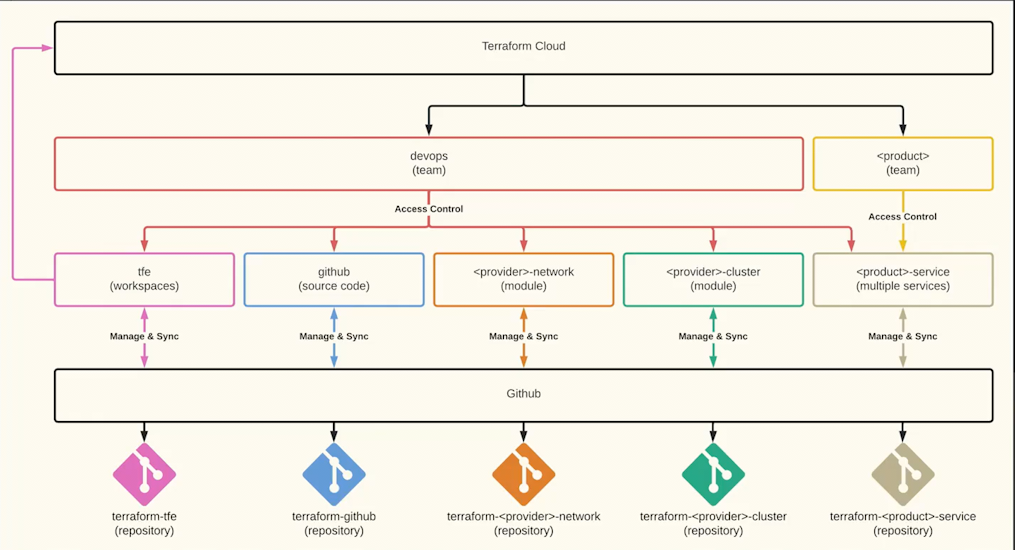 Terraform Cloud
devops
(team)
<product>
(team)
Access Control
Access Control
tfe
(workspaces)
github
(source code)
<provider>-network
(module)
<provider>-cluster
(module)
<product>-service
(multiple services)
Manage & Sync
Manage & Sync
Manage & Sync
Manage & Sync
Manage & Sync
Github
terraform-tfe
(repository)
terraform-github
(repository)
terraform-<provider>-network
(repository)
terraform-<provider>-cluster
(repository)
terraform-<product>-service
(repository)